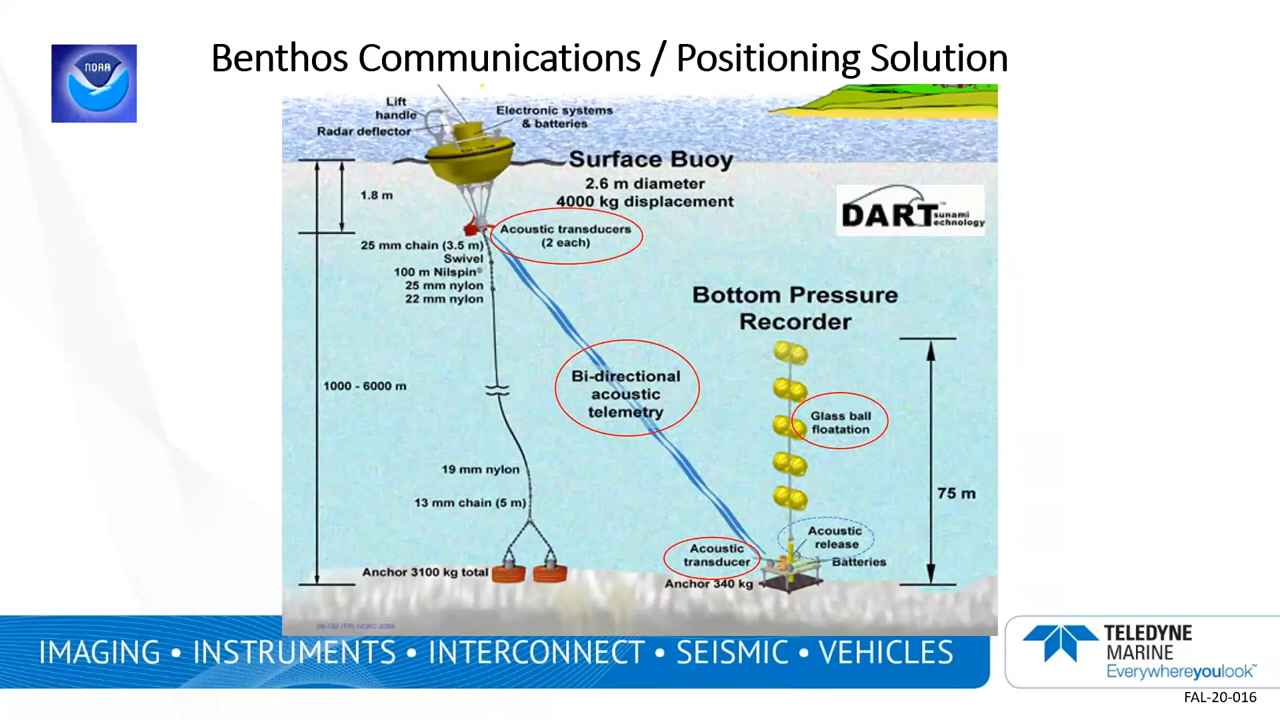 Benthos Communications / Positioning Solution
NOAA
Lift
handle
Radar deflector
Electronic systems
& batteries
Surface Buoy
2.6 m diameter
4000 kg displacement
1.8 m
DART™
Tsunami
Technology
Acoustic transducers
(2 each)
25 mm chain (3.5 m)
Swivel
100 m Nilspin®
25 mm nylon
22 mm nylon
Bottom Pressure
Recorder
1000 - 6000 m
Bi-directional
acoustic
telemetry
Glass ball
floatation
19 mm nylon
13 mm chain (5 m)
75 m
Acoustic
release
Acoustic
transducer
Batteries
Anchor 3100 kg total
Anchor 340 kg
IMAGING • INSTRUMENTS • INTERCONNECT • SEISMIC • VEHICLES
TELEDYNE
MARINE
Everywhereyoulook™
FAL-20-016